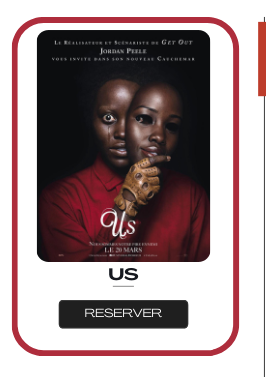 Le Réalisateur et Scénariste de Get Out
Jordan Peele
vous invite dans son nouveau Cauchemar
Us
LE 20 MARS
US
RESERVER